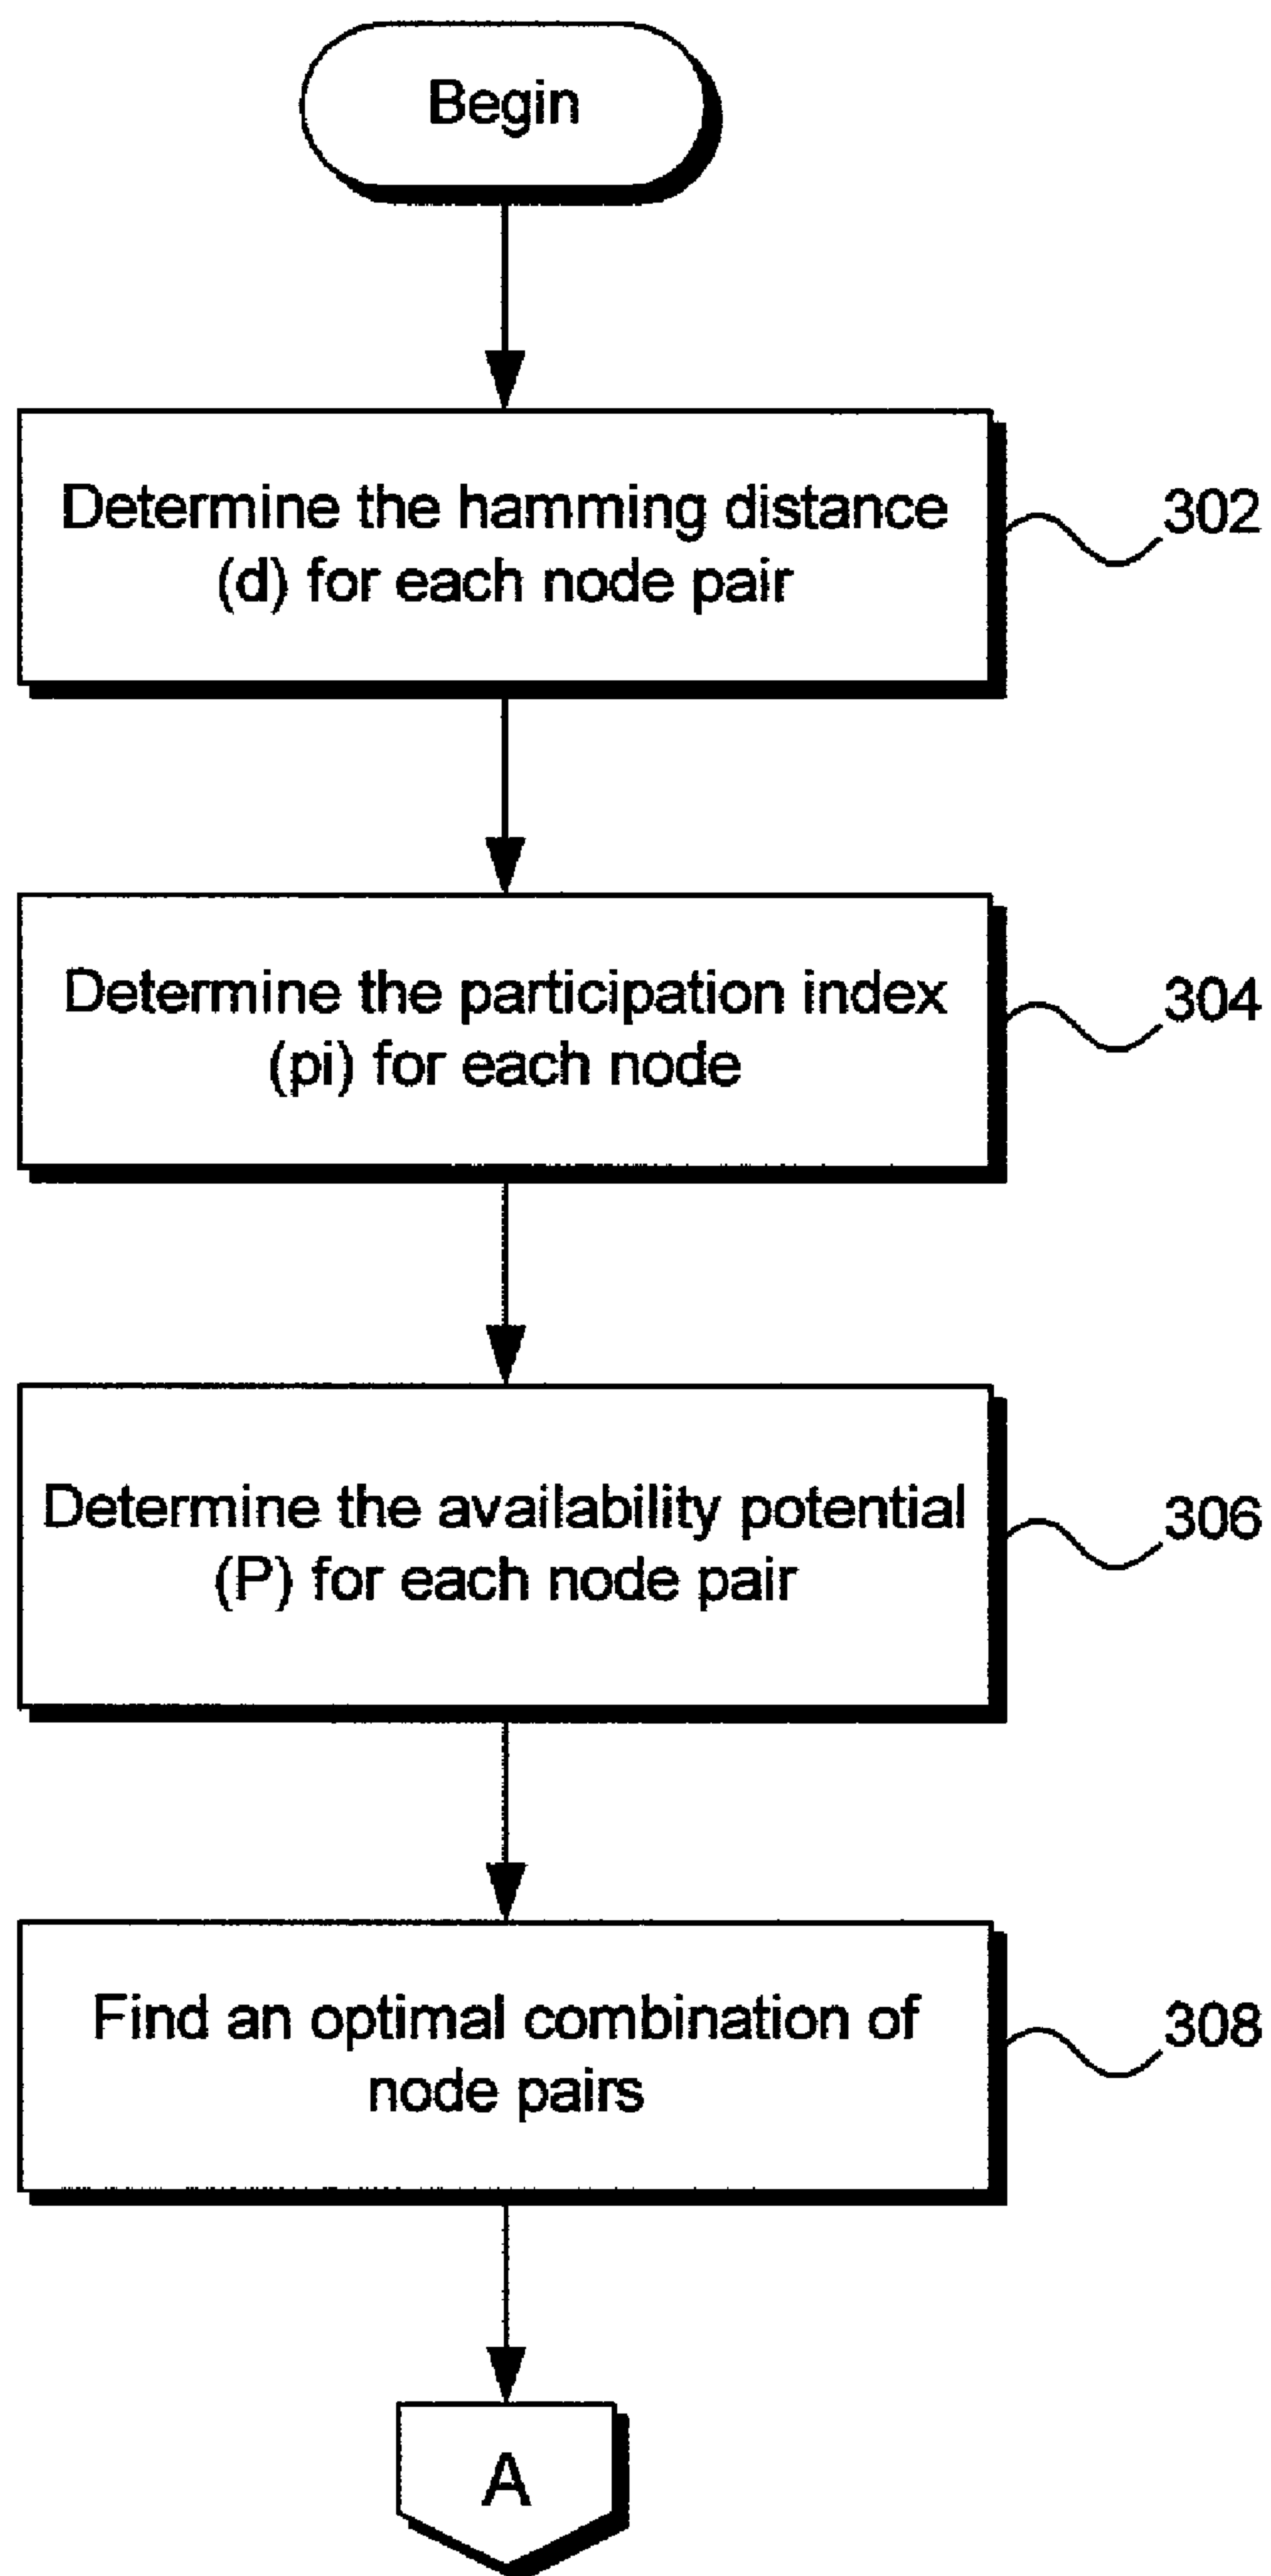 Begin
Determine the hamming distance
(d) for each node pair
302
Determine the participation index
(pi) for each node
304
Determine the availability potential
(P) for each node pair
306
Find an optimal combination of
node pairs
308
A